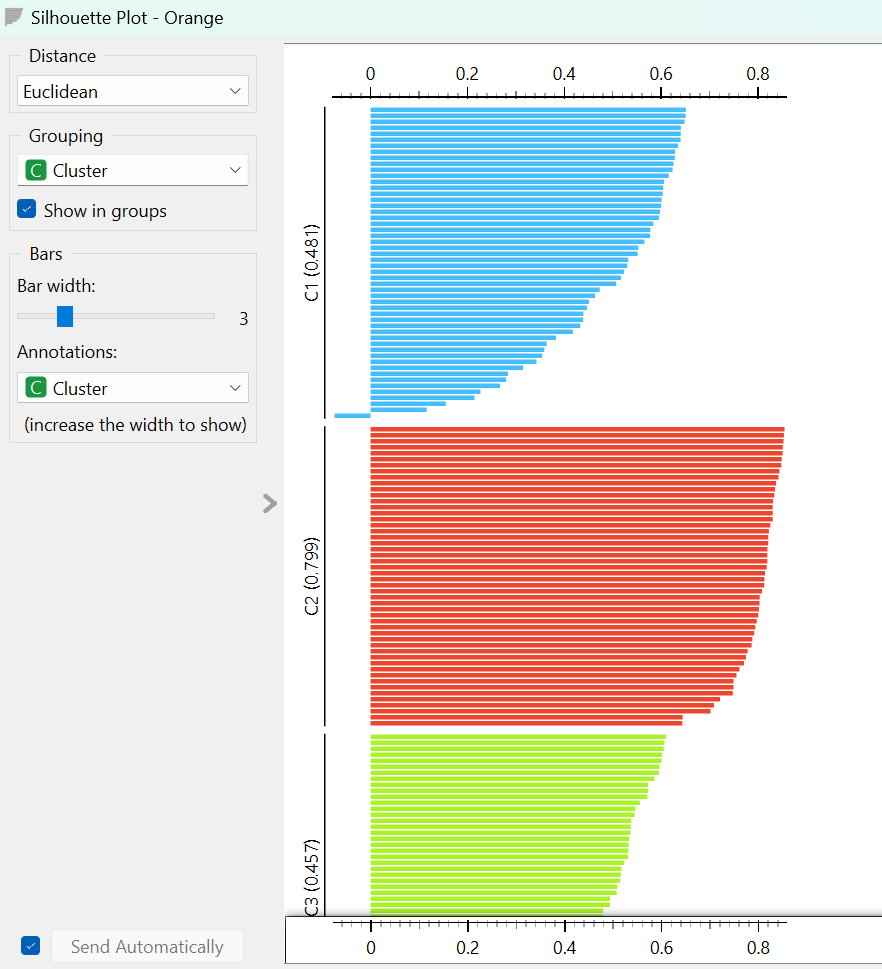 Silhouette Plot - Orange
Distance
Euclidean
Grouping
C Cluster
Show in groups
Bars
Bar width:
3
Annotations:
C Cluster
(increase the width to show)
Send Automatically
0 0.2 0.4 0.6 0.8
C1 (0.481)
C2 (0.799)
C3 (0.457)
0 0.2 0.4 0.6 0.8